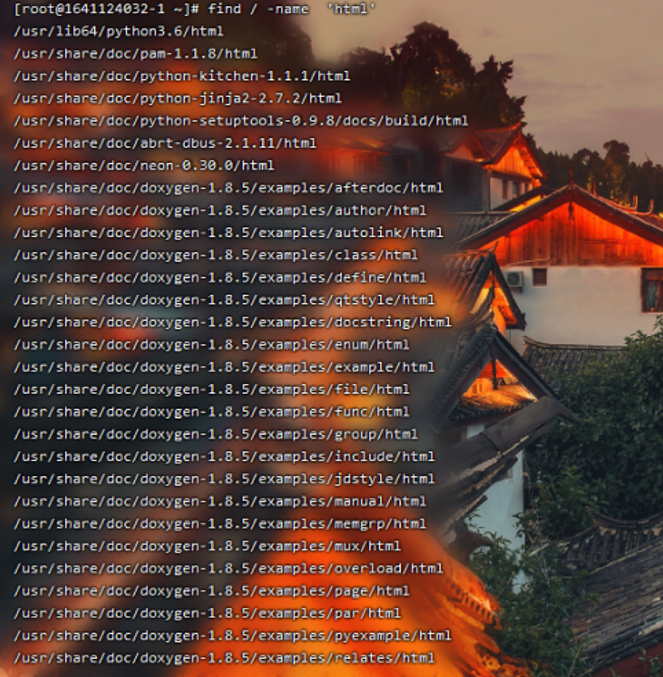 [root@1641124032-1 ~]# find / -name  'html'
/usr/lib64/python3.6/html
/usr/share/doc/pam-1.1.8/html
/usr/share/doc/python-kitchen-1.1.1/html
/usr/share/doc/python-jinja2-2.7.2/html
/usr/share/doc/python-setuptools-0.9.8/docs/build/html
/usr/share/doc/abrt-dbus-2.1.11/html
/usr/share/doc/neon-0.30.0/html
/usr/share/doc/doxygen-1.8.5/examples/afterdoc/html
/usr/share/doc/doxygen-1.8.5/examples/author/html
/usr/share/doc/doxygen-1.8.5/examples/autolink/html
/usr/share/doc/doxygen-1.8.5/examples/class/html
/usr/share/doc/doxygen-1.8.5/examples/define/html
/usr/share/doc/doxygen-1.8.5/examples/qtstyle/html
/usr/share/doc/doxygen-1.8.5/examples/docstring/html
/usr/share/doc/doxygen-1.8.5/examples/enum/html
/usr/share/doc/doxygen-1.8.5/examples/example/html
/usr/share/doc/doxygen-1.8.5/examples/file/html
/usr/share/doc/doxygen-1.8.5/examples/func/html
/usr/share/doc/doxygen-1.8.5/examples/group/html
/usr/share/doc/doxygen-1.8.5/examples/include/html
/usr/share/doc/doxygen-1.8.5/examples/jdstyle/html
/usr/share/doc/doxygen-1.8.5/examples/manual/html
/usr/share/doc/doxygen-1.8.5/examples/memgrp/html
/usr/share/doc/doxygen-1.8.5/examples/mux/html
/usr/share/doc/doxygen-1.8.5/examples/overload/html
/usr/share/doc/doxygen-1.8.5/examples/page/html
/usr/share/doc/doxygen-1.8.5/examples/par/html
/usr/share/doc/doxygen-1.8.5/examples/pyexample/html
/usr/share/doc/doxygen-1.8.5/examples/relates/html